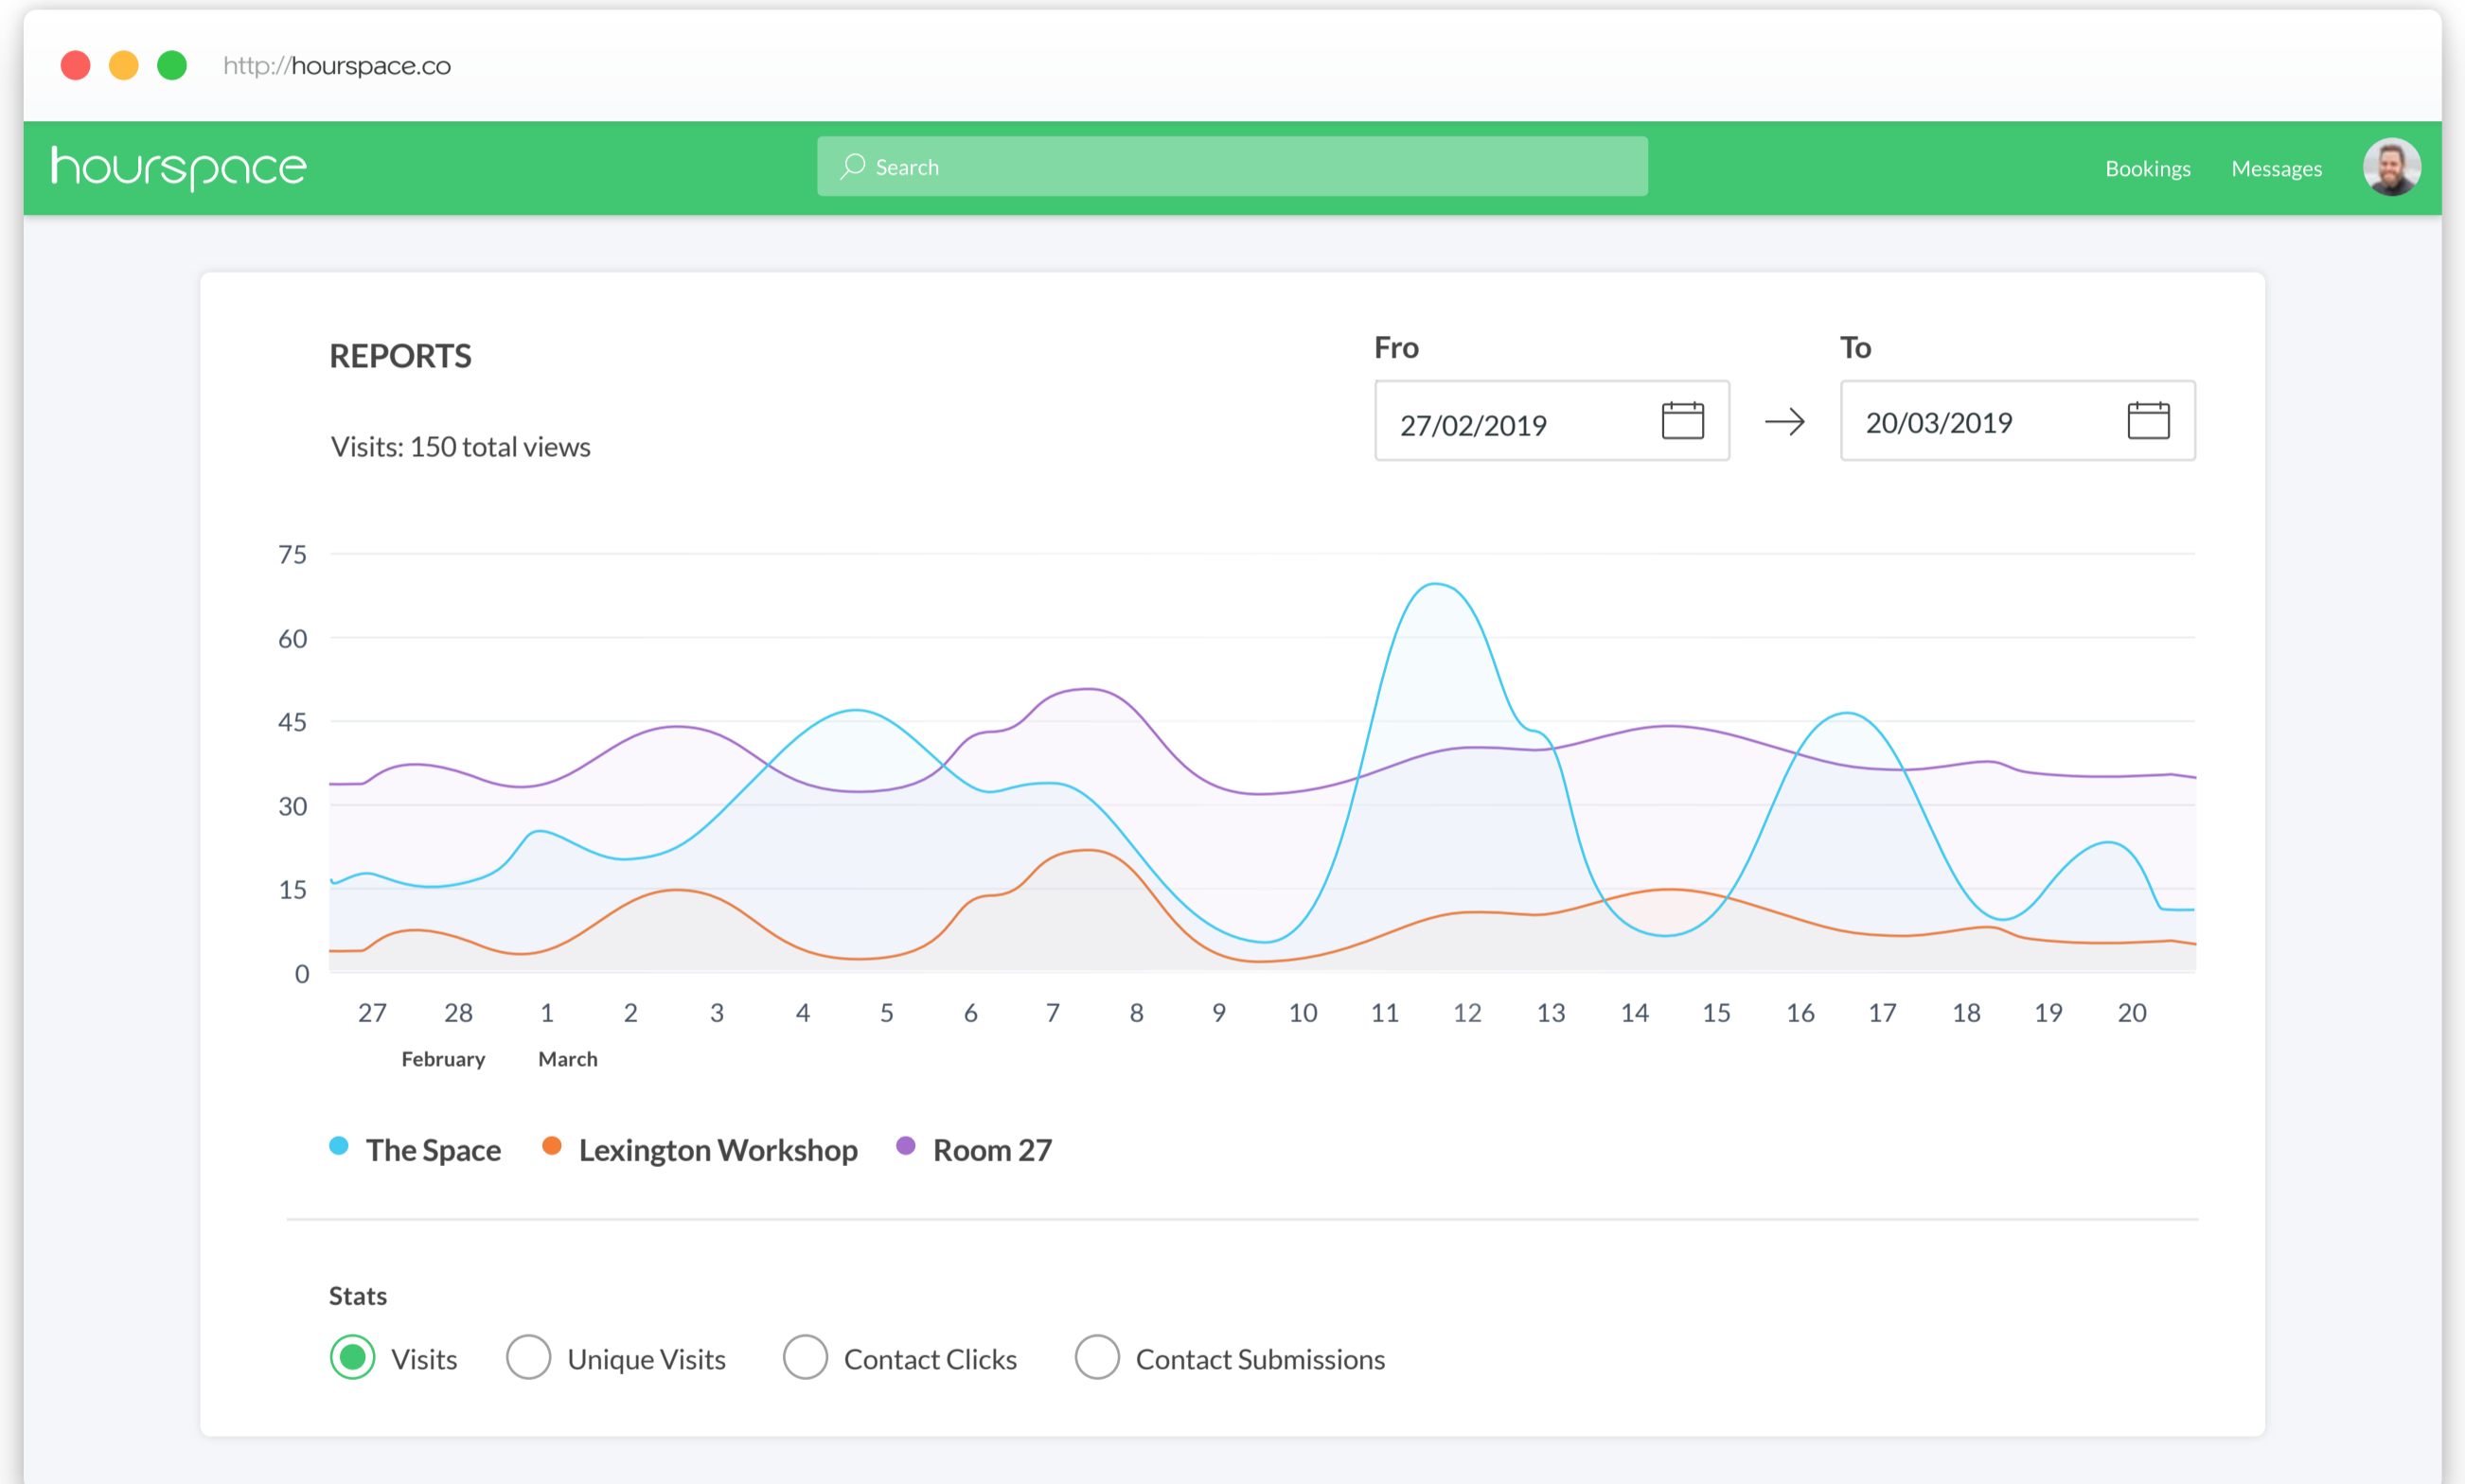 http://hourspace.co
hourspace
Search
Bookings Messages
REPORTS
Fro To
27/02/2019 20/03/2019
Visits: 150 total views
75
60
45
30
15
0
27 28 1 2 3 4 5 6 7 8 9 10 11 12 13 14 15 16 17 18 19 20
February March
The Space Lexington Workshop Room 27
Stats
Visits Unique Visits Contact Clicks Contact Submissions